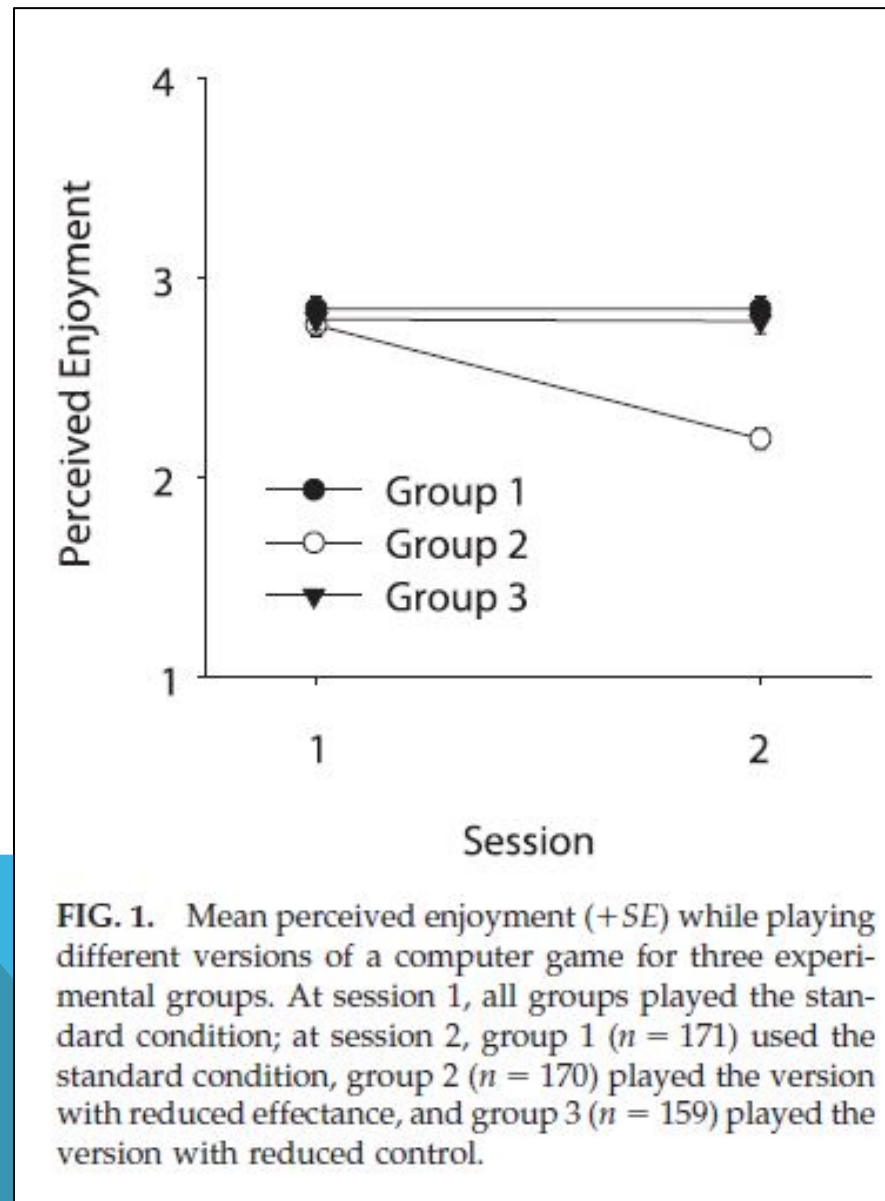 4
3
2
1
Perceived Enjoyment
Group 1
Group 2
Group 3
1 2
Session
FIG. 1. Mean perceived enjoyment (+SE) while playing
different versions of a computer game for three experi-
mental groups. At session 1, all groups played the stan-
dard condition; at session 2, group 1 (n = 171) used the
standard condition, group 2 (n = 170) played the version
with reduced effectance, and group 3 (n = 159) played the
version with reduced control.